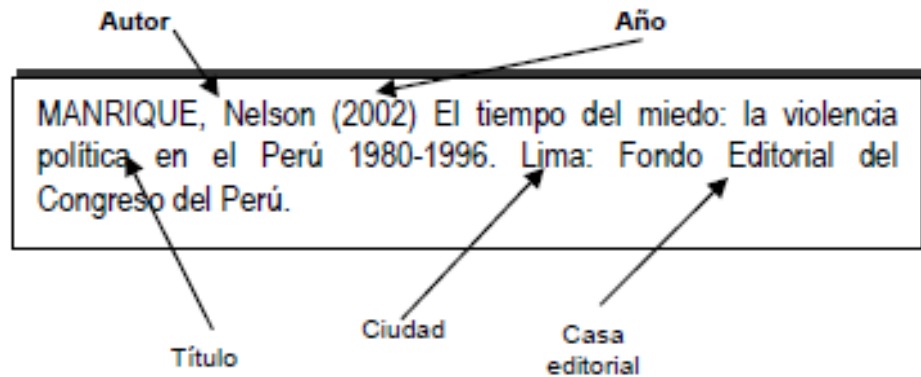 Autor
Año
MANRIQUE, Nelson (2002) El tiempo del miedo: la violencia
política en el Perú 1980-1996. Lima: Fondo Editorial del
Congreso del Perú.
Título
Ciudad
Casa
editorial